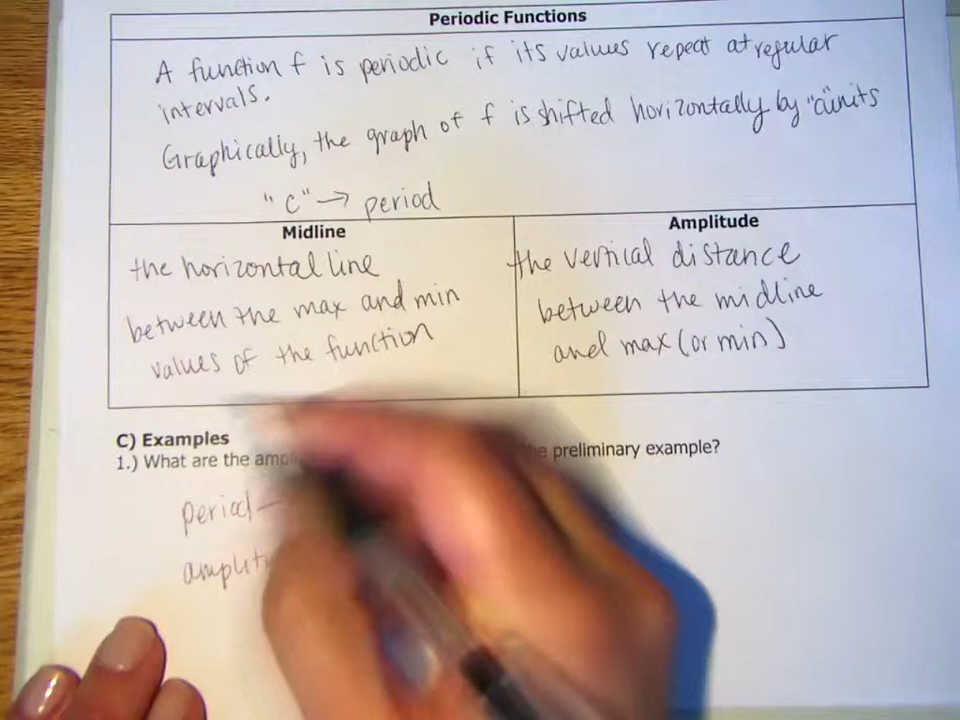 Periodic Functions
A function f is periodic if its values repeat at regular
intervals.
Graphically, the graph of f is shifted horizontally by "c" units
"c" → period
Midline
the horizontal line
between the max and min
values of the function
Amplitude
the vertical distance
between the midline
and max (or min)
C) Examples
1.) What are the preliminary example?
period